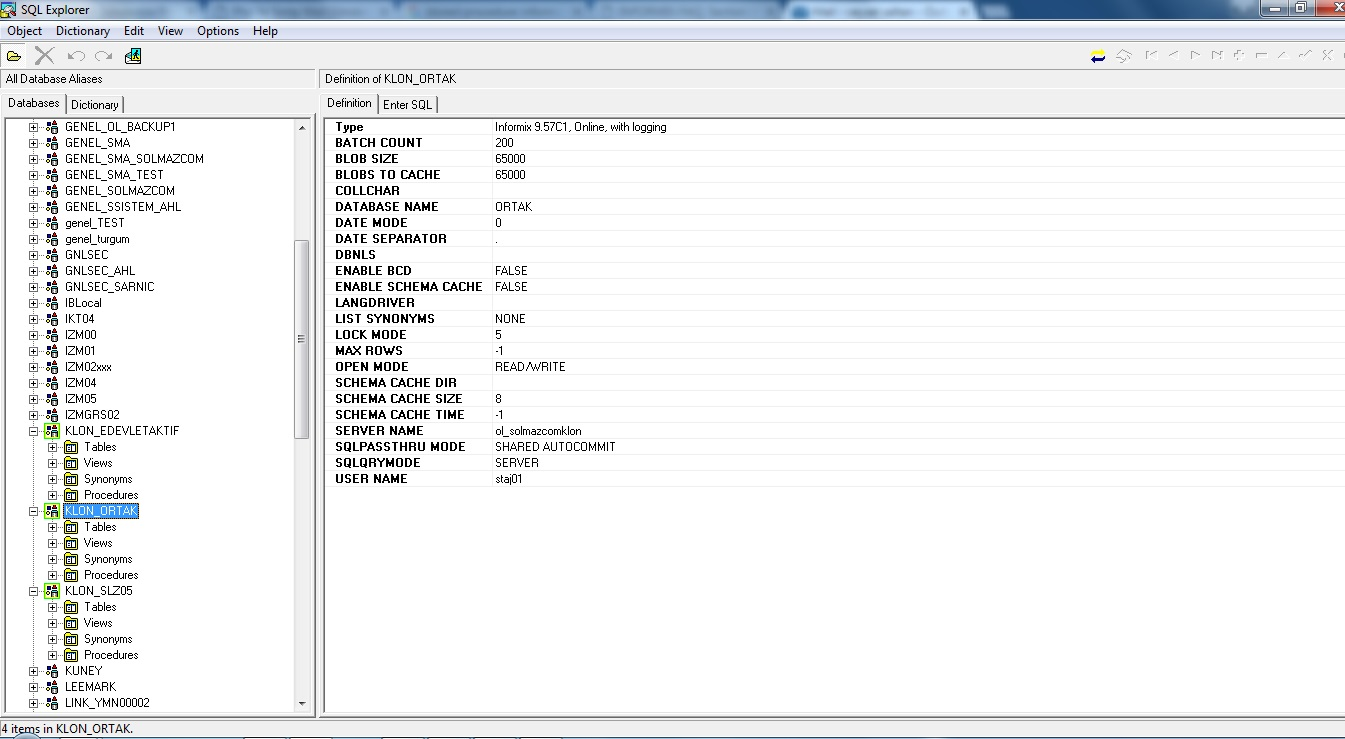 SQL Explorer
Object Dictionary Edit View Options Help
All Database Aliases
Definition of KLON_ORTAK
Databases Dictionary
Definition Enter SQL
GENEL_OL_BACKUP1
GENEL_SMA
GENEL_SMA_SOLMAZCOM
GENEL_SMA_TEST
GENEL_SOLMAZCOM
GENEL_SSISTEM_AHL
genel_TEST
genel_turgum
GNLSEC
GNLSEC_AHL
GNLSEC_SARNIC
IBLocal
IKT04
IZM00
IZM01
IZM02xxx
IZM04
IZM05
IZMGRS02
KLON_EDEVLETAKTIF
Tables
Views
Synonyms
Procedures
KLON_ORTAK
Tables
Views
Synonyms
Procedures
KLON_SLZ05
Tables
Views
Synonyms
Procedures
KUNEY
LEEMARK
LINK_YMN00002
Type Informix 9.57C1, Online, with logging
BATCH COUNT 200
BLOB SIZE 65000
BLOBS TO CACHE 65000
COLLCHAR
DATABASE NAME ORTAK
DATE MODE 0
DATE SEPARATOR .
DBNLS
ENABLE BCD FALSE
ENABLE SCHEMA CACHE FALSE
LANGDRIVER
LIST SYNONYMS NONE
LOCK MODE 5
MAX ROWS -1
OPEN MODE READ/WRITE
SCHEMA CACHE DIR
SCHEMA CACHE SIZE 8
SCHEMA CACHE TIME -1
SERVER NAME ol_solmazcomklon
SQLPASSTHRU MODE SHARED AUTOCOMMIT
SQLQRYMODE SERVER
USER NAME staj01
4 items in KLON_ORTAK.